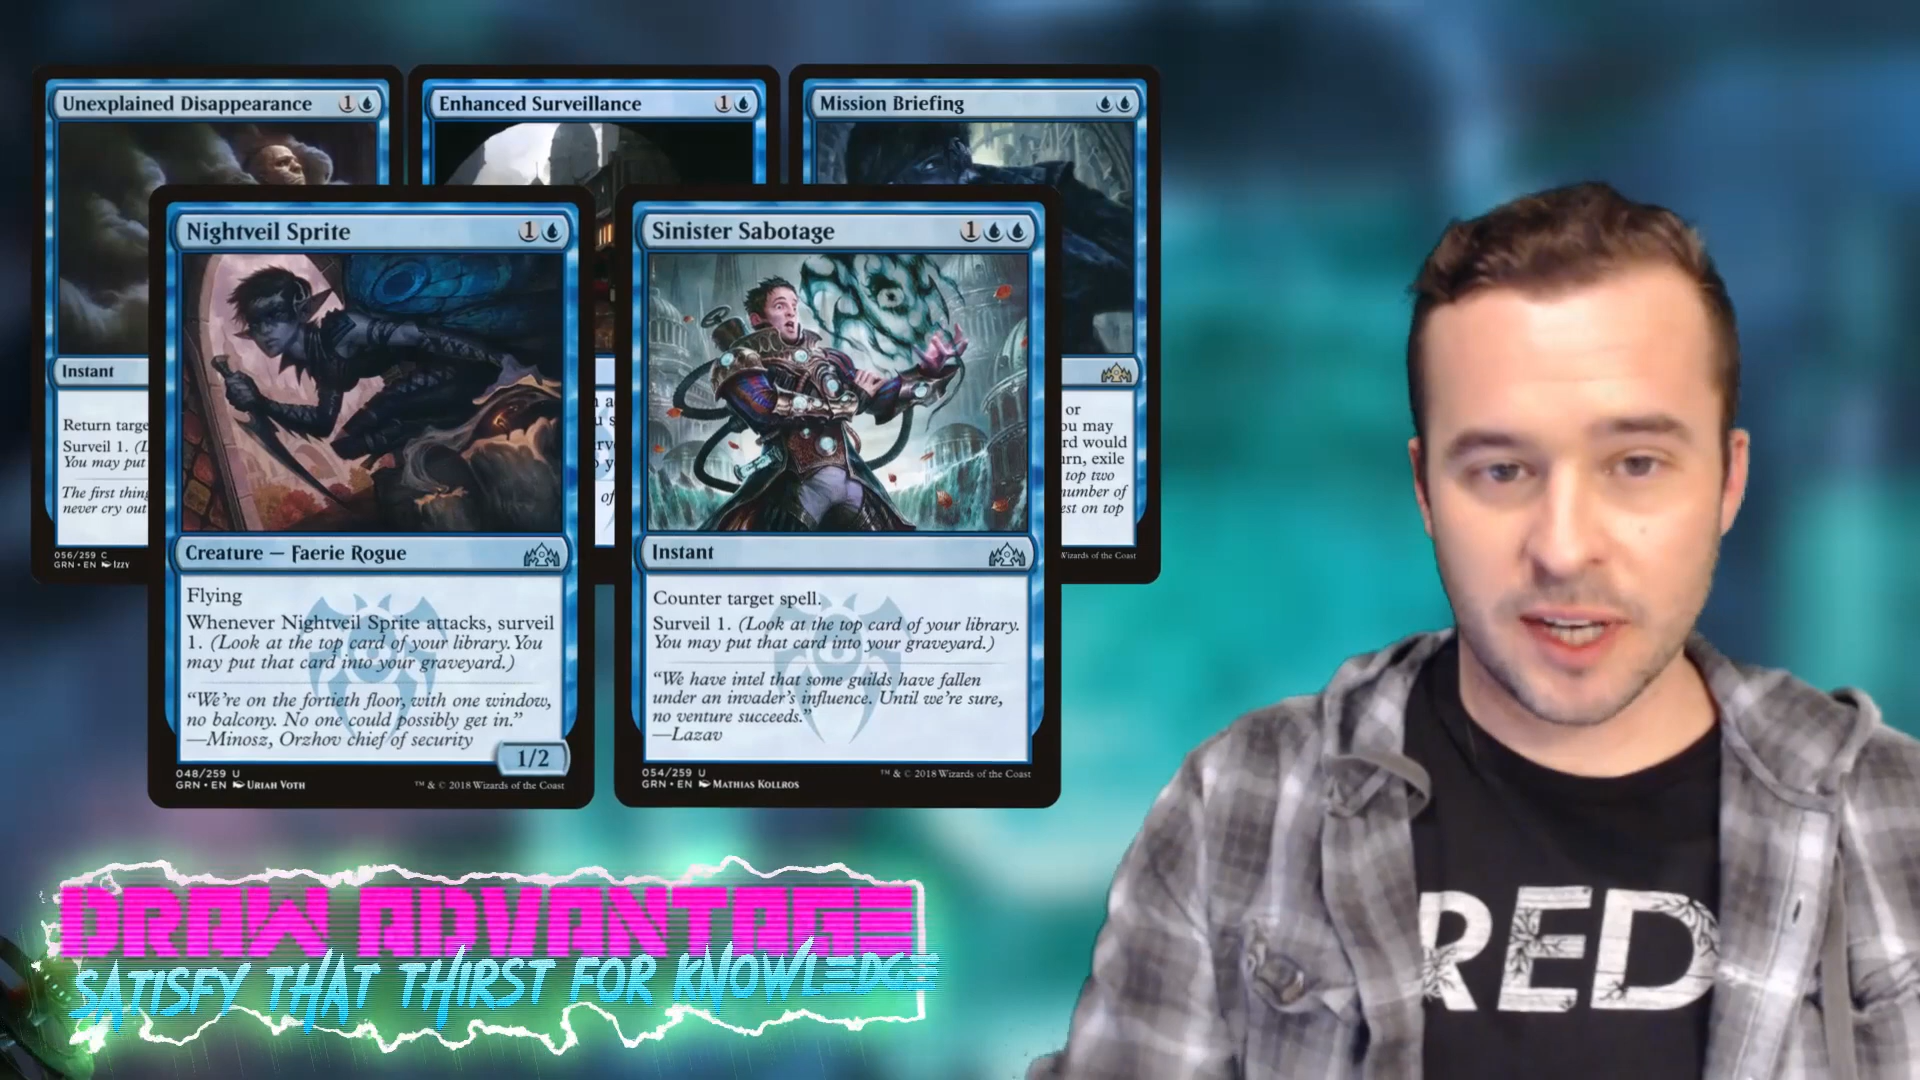 Unexplained Disappearance 1
Enhanced Surveillance 1
Mission Briefing
Instant
Return targe
Surveil 1. (L
You may put
The first thing
never cry out
056/259 C
GRN • EN Izzy
or
ou may
rd would
urn, exile
top two
number of
est on top
Wizards of the Coast
Nightveil Sprite 1
Creature — Faerie Rogue
Flying
Whenever Nightveil Sprite attacks, surveil
1. (Look at the top card of your library. You
may put that card into your graveyard.)
"We're on the fortieth floor, with one window,
no balcony. No one could possibly get in."
—Minosz, Orzhov chief of security
1/2
048/259 U
GRN • EN Uriah Voth
™ & © 2018 Wizards of the Coast
Sinister Sabotage 1
Instant
Counter target spell.
Surveil 1. (Look at the top card of your library.
You may put that card into your graveyard.)
"We have intel that some guilds have fallen
under an invader's influence. Until we're sure,
no venture succeeds."
—Lazav
054/259 U
GRN • EN Mathias Kollros
™ & © 2018 Wizards of the Coast
DRAW ADVANTAGE
SATISFY THAT THIRST FOR KNOWLEDGE
RED